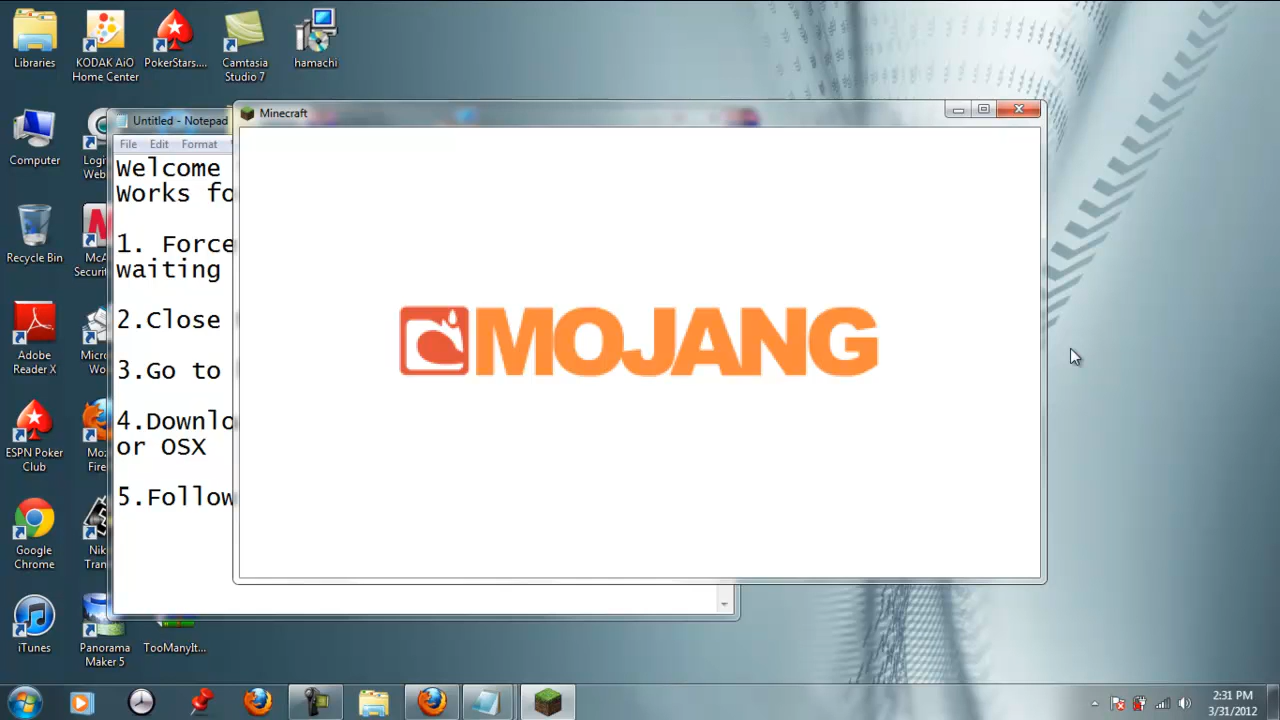 Libraries
KODAK AiO
Home Center
PokerStars....
Camtasia
Studio 7
hamachi
Computer
Recycle Bin
Adobe
Reader X
ESPN Poker
Club
Google
Chrome
iTunes
Panorama
Maker 5
TooManyIt...
Untitled - Notepad
File Edit Format
Welcome
Works
1. Force
waiting
2.Close
3.Go to
4.Downlo
or OSX
5.Follow
Minecraft
MOJANG
2:31 PM
3/31/2012